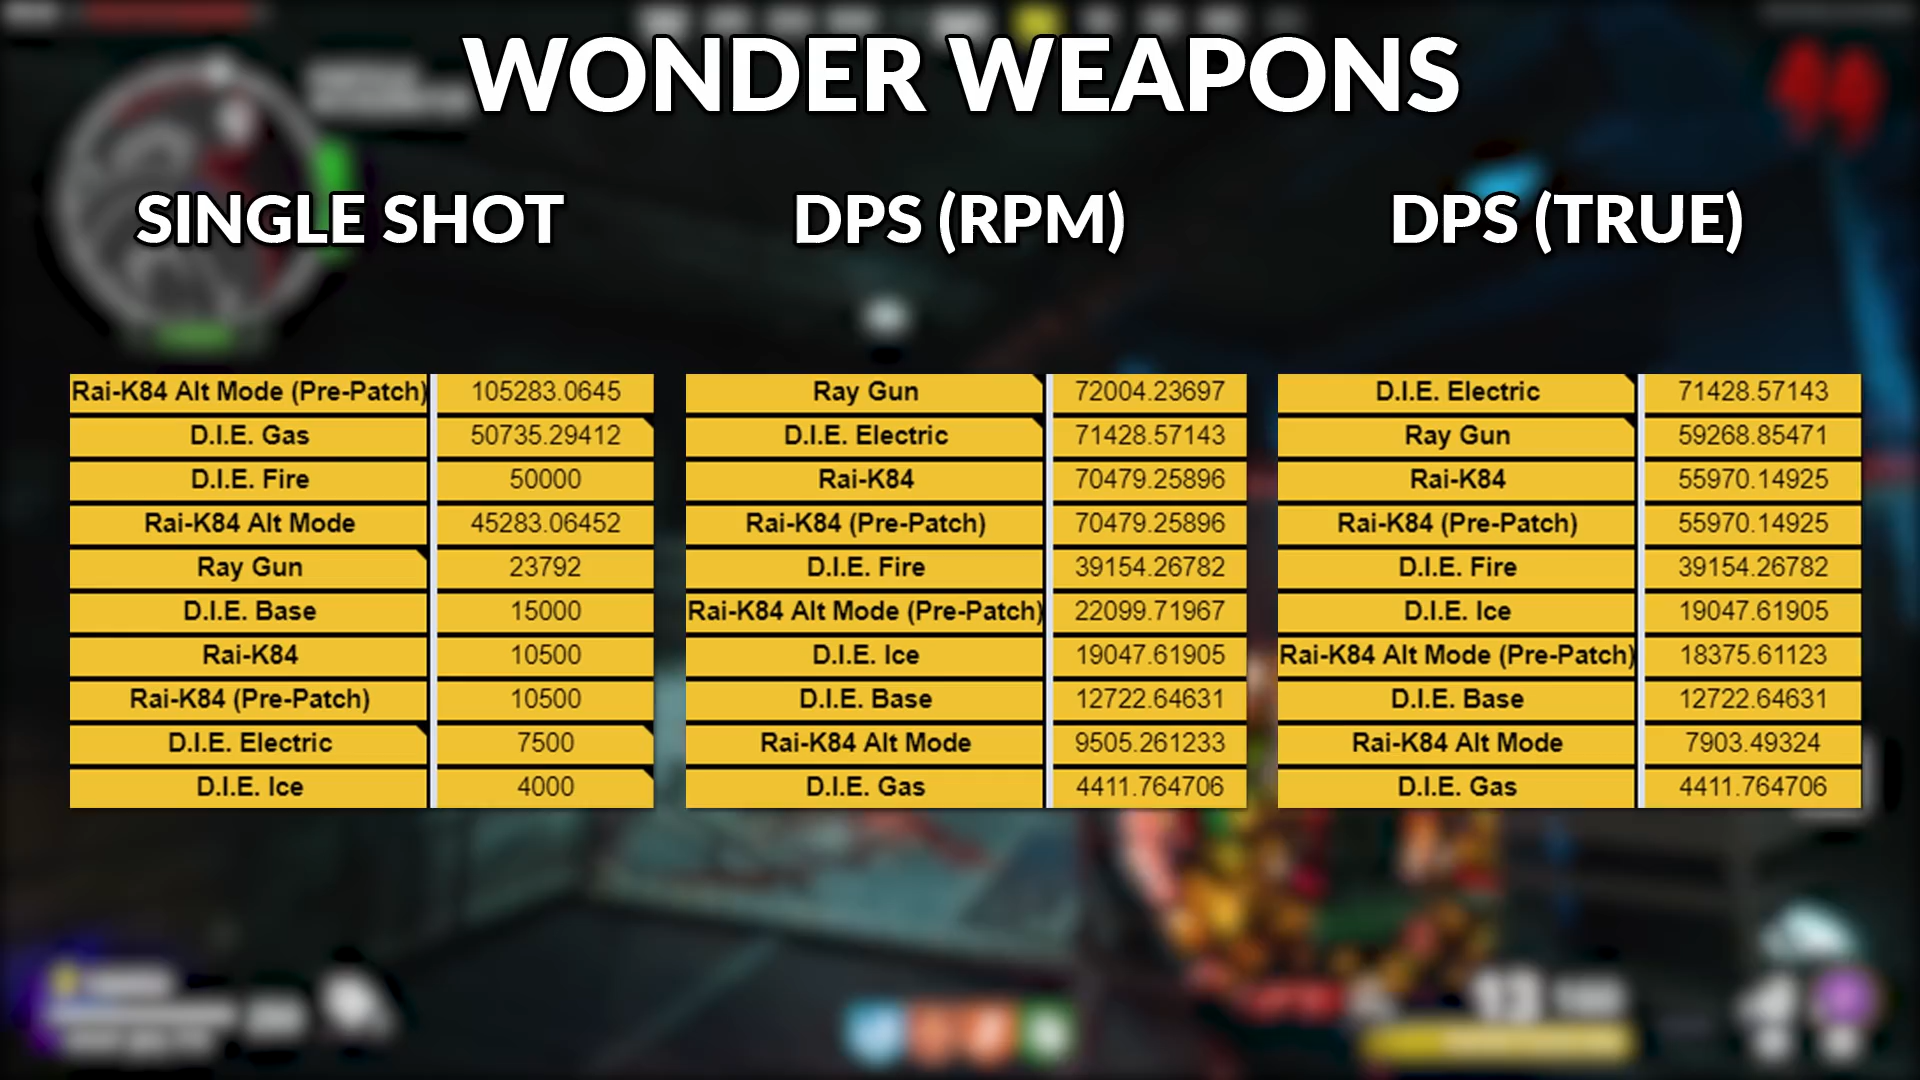 WONDER WEAPONS
SINGLE SHOT
Rai-K84 Alt Mode (Pre-Patch) 105283.0645
D.I.E. Gas 50735.29412
D.I.E. Fire 50000
Rai-K84 Alt Mode 45283.06452
Ray Gun 23792
D.I.E. Base 15000
Rai-K84 10500
Rai-K84 (Pre-Patch) 10500
D.I.E. Electric 7500
D.I.E. Ice 4000
DPS (RPM)
Ray Gun 72004.23697
D.I.E. Electric 71428.57143
Rai-K84 70479.25896
Rai-K84 (Pre-Patch) 70479.25896
D.I.E. Fire 39154.26782
Rai-K84 Alt Mode (Pre-Patch) 22099.71967
D.I.E. Ice 19047.61905
D.I.E. Base 12722.64631
Rai-K84 Alt Mode 9505.261233
D.I.E. Gas 4411.764706
DPS (TRUE)
D.I.E. Electric 71428.57143
Ray Gun 59268.85471
Rai-K84 55970.14925
Rai-K84 (Pre-Patch) 55970.14925
D.I.E. Fire 39154.26782
D.I.E. Ice 19047.61905
Rai-K84 Alt Mode (Pre-Patch) 18375.61123
D.I.E. Base 12722.64631
Rai-K84 Alt Mode 7903.49324
D.I.E. Gas 4411.764706